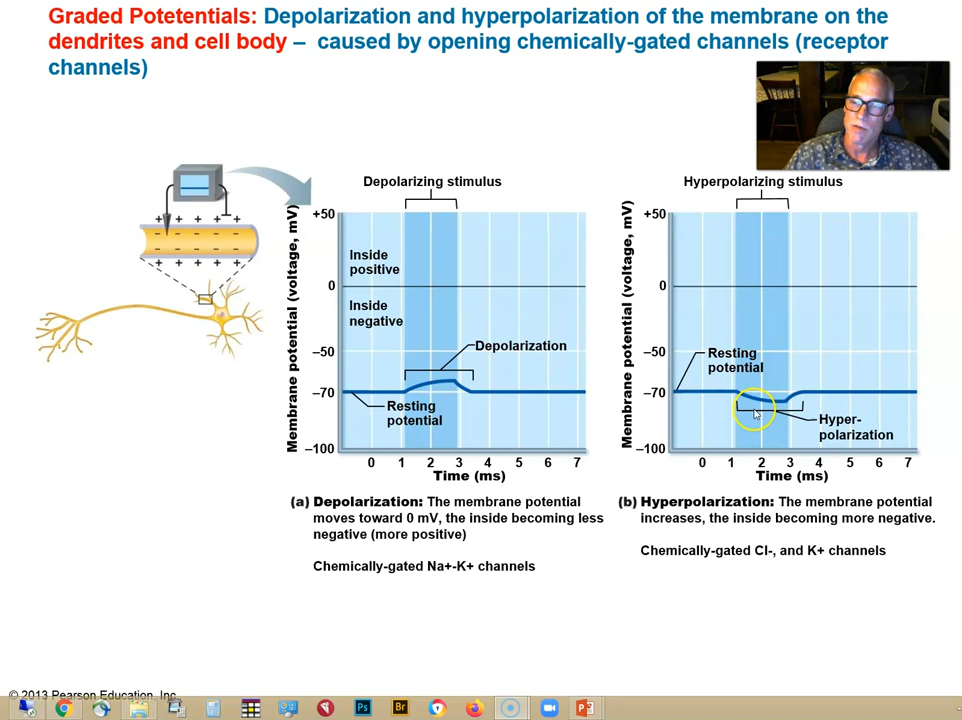 Graded Potetentials: Depolarization and hyperpolarization of the membrane on the
dendrites and cell body – caused by opening chemically-gated channels (receptor
channels)
Depolarizing stimulus
+50
Inside
positive
0
Inside
negative
–50
Depolarization
–70
Resting
potential
–100
Membrane potential (voltage, mV)
0 1 2 3 4 5 6 7
Time (ms)
(a) Depolarization: The membrane potential
moves toward 0 mV, the inside becoming less
negative (more positive)
Chemically-gated Na+-K+ channels
Hyperpolarizing stimulus
+50
0
–50
Resting
potential
–70
Hyper-
polarization
–100
Membrane potential (voltage, mV)
0 1 2 3 4 5 6 7
Time (ms)
(b) Hyperpolarization: The membrane potential
increases, the inside becoming more negative.
Chemically-gated Cl-, and K+ channels
© 2013 Pearson Education, Inc.
Ps
Br